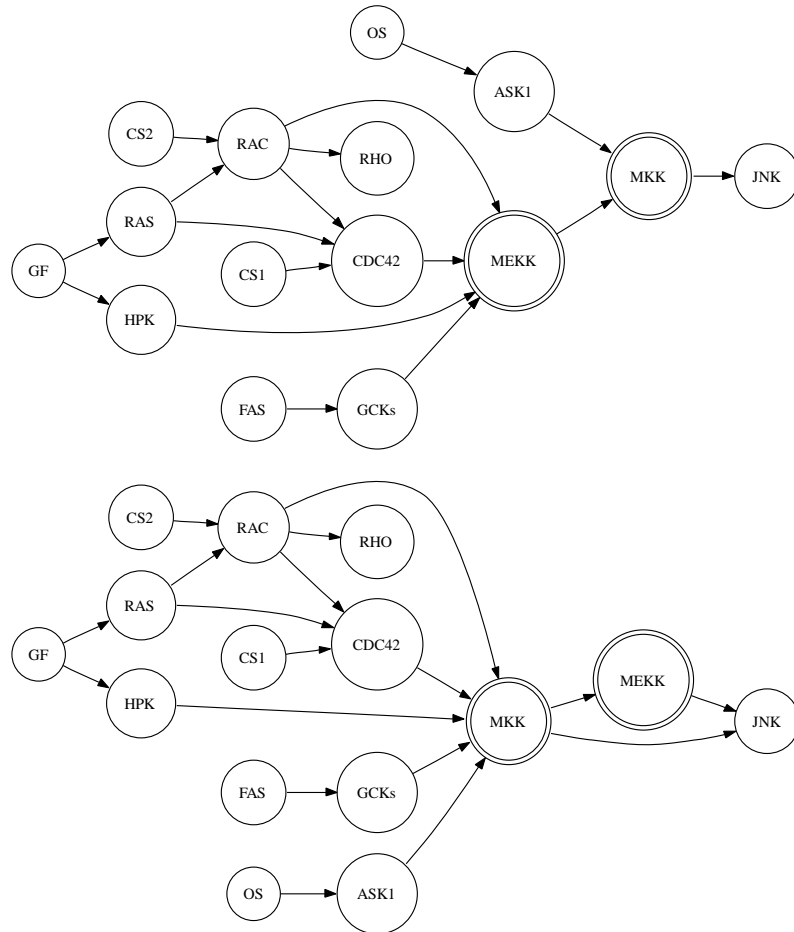 OS
ASK1
CS2
RAC
RHO
MKK
JNK
RAS
CDC42
MEKK
GF
CS1
HPK
FAS
GCKs
CS2
RAC
RHO
RAS
CDC42
GF
CS1
MEKK
HPK
MKK
JNK
FAS
GCKs
OS
ASK1